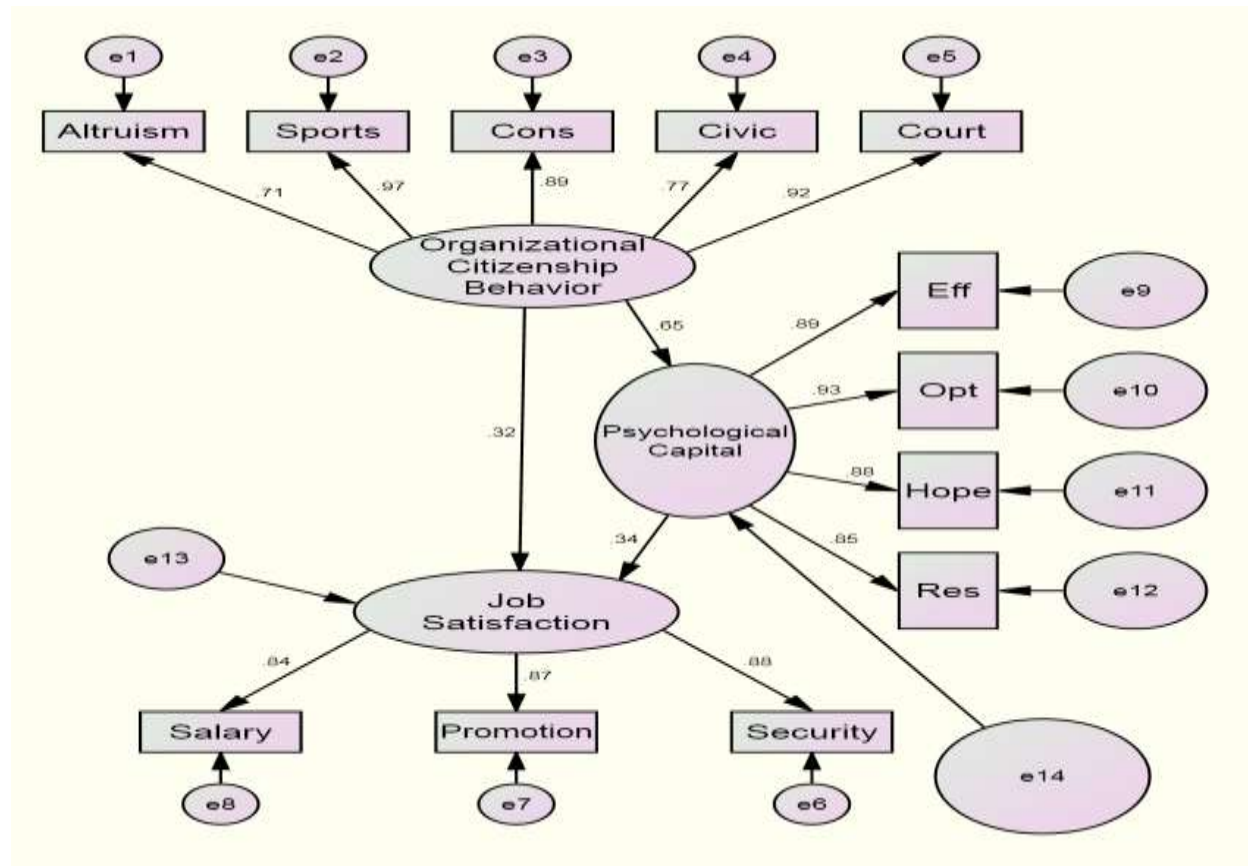 e1
e2
e3
e4
e5
Altruism
Sports
Cons
Civic
Court
.71
.97
.89
.77
.92
Organizational
Citizenship
Behavior
Eff
e9
.65
.89
Opt
e10
.93
.32
Psychological
Capital
.88
Hope
e11
.34
.85
e13
Res
e12
Job
Satisfaction
.84
.87
.88
Salary
Promotion
Security
e14
e8
e7
e6